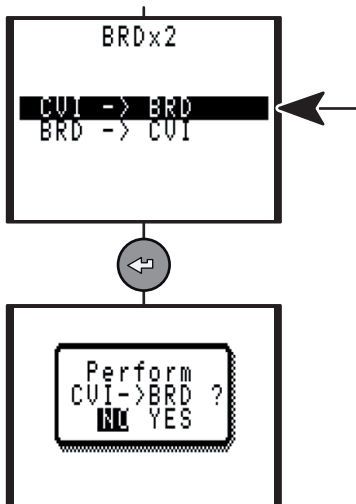 BRDx2
CVI -> BRD
BRD -> CVI
Perform
CVI->BRD ?
NO YES